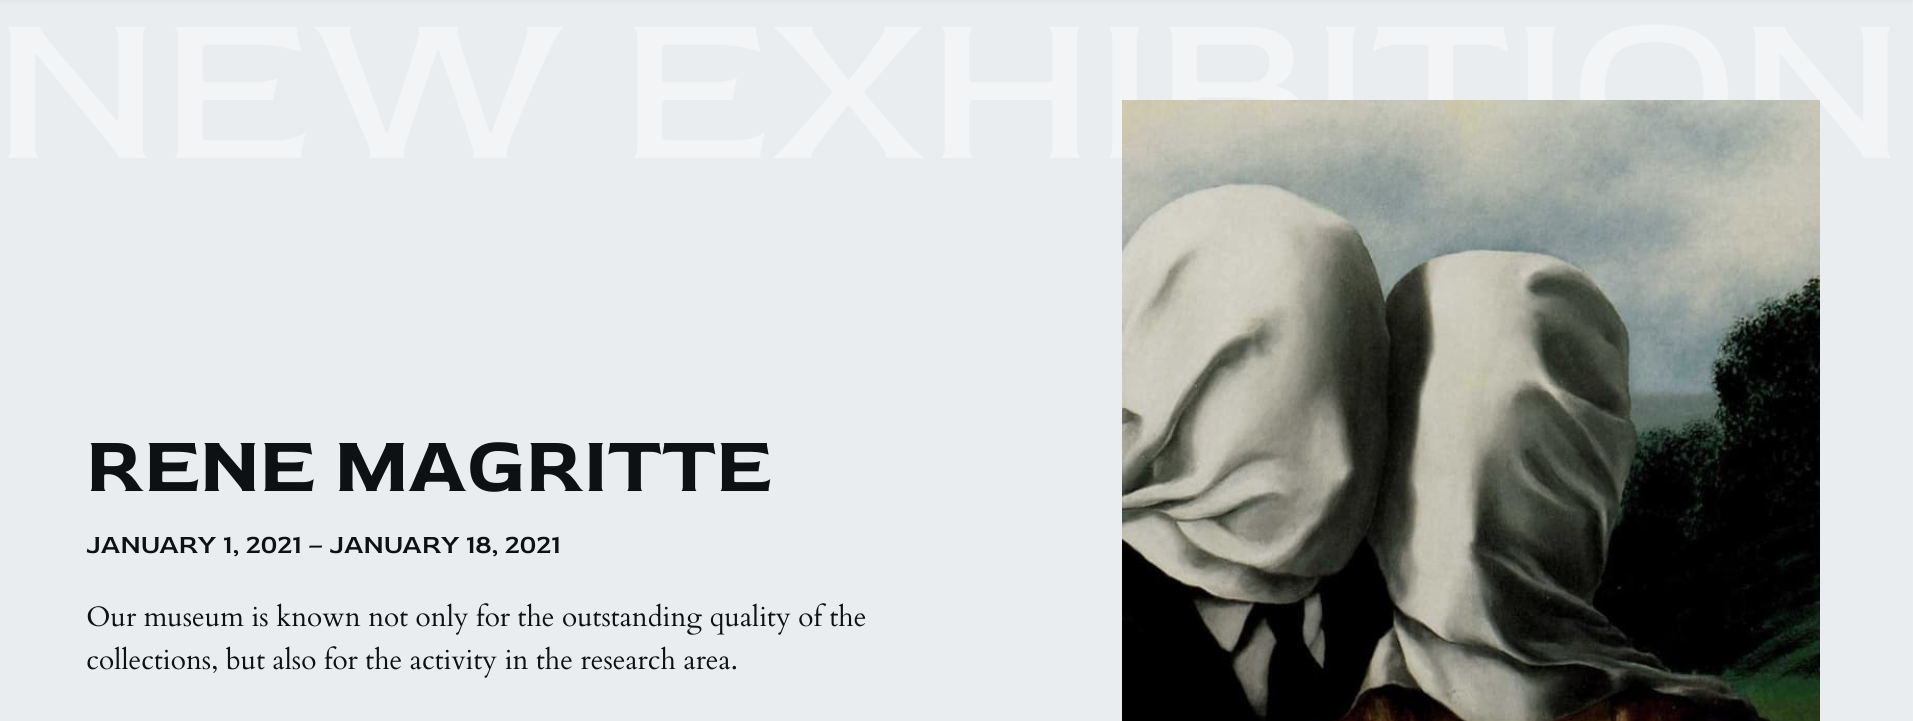 NEW EXHIBITION
RENE MAGRITTE
JANUARY 1, 2021 – JANUARY 18, 2021
Our museum is known not only for the outstanding quality of the
collections, but also for the activity in the research area.